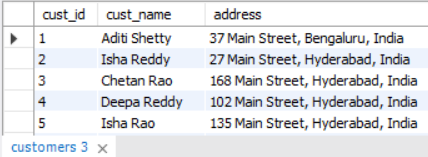 cust_id cust_name address
1 Aditi Shetty 37 Main Street, Bengaluru, India
2 Isha Reddy 27 Main Street, Hyderabad, India
3 Chetan Rao 168 Main Street, Hyderabad, India
4 Deepa Reddy 102 Main Street, Hyderabad, India
5 Isha Rao 135 Main Street, Hyderabad, India
customers 3 ×